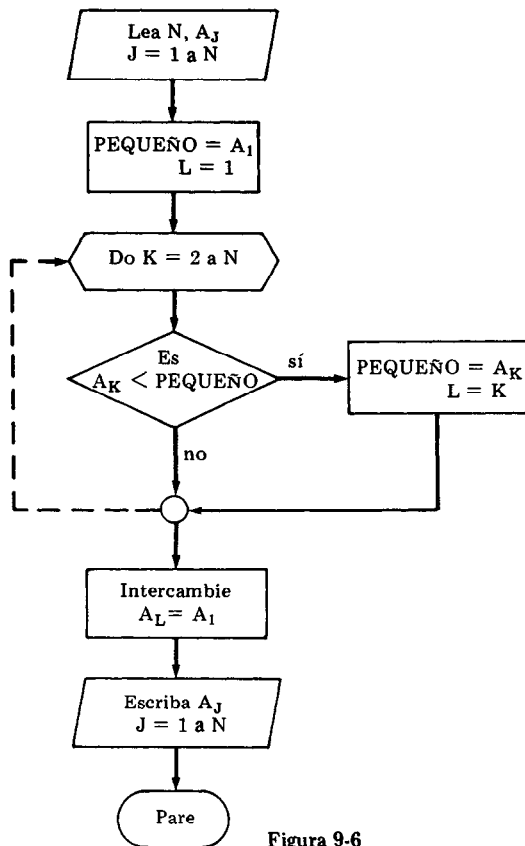 Lea N, A_J
J = 1 a N
PEQUEÑO = A_1
L = 1
Do K = 2 a N
Es
A_K < PEQUEÑO
sí
PEQUEÑO = A_K
L = K
no
Intercambie
A_L = A_1
Escriba A_J
J = 1 a N
Pare
Figura 9-6